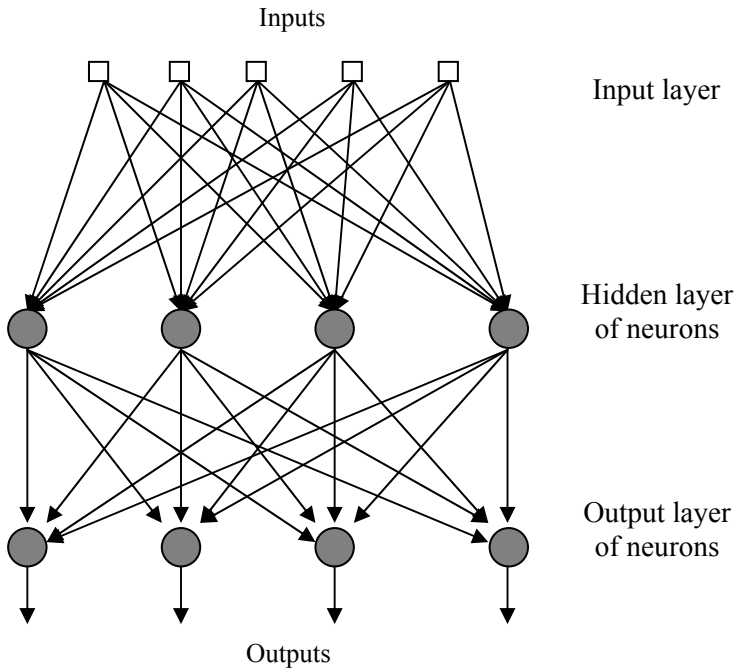 Inputs
Input layer
Hidden layer
of neurons
Output layer
of neurons
Outputs